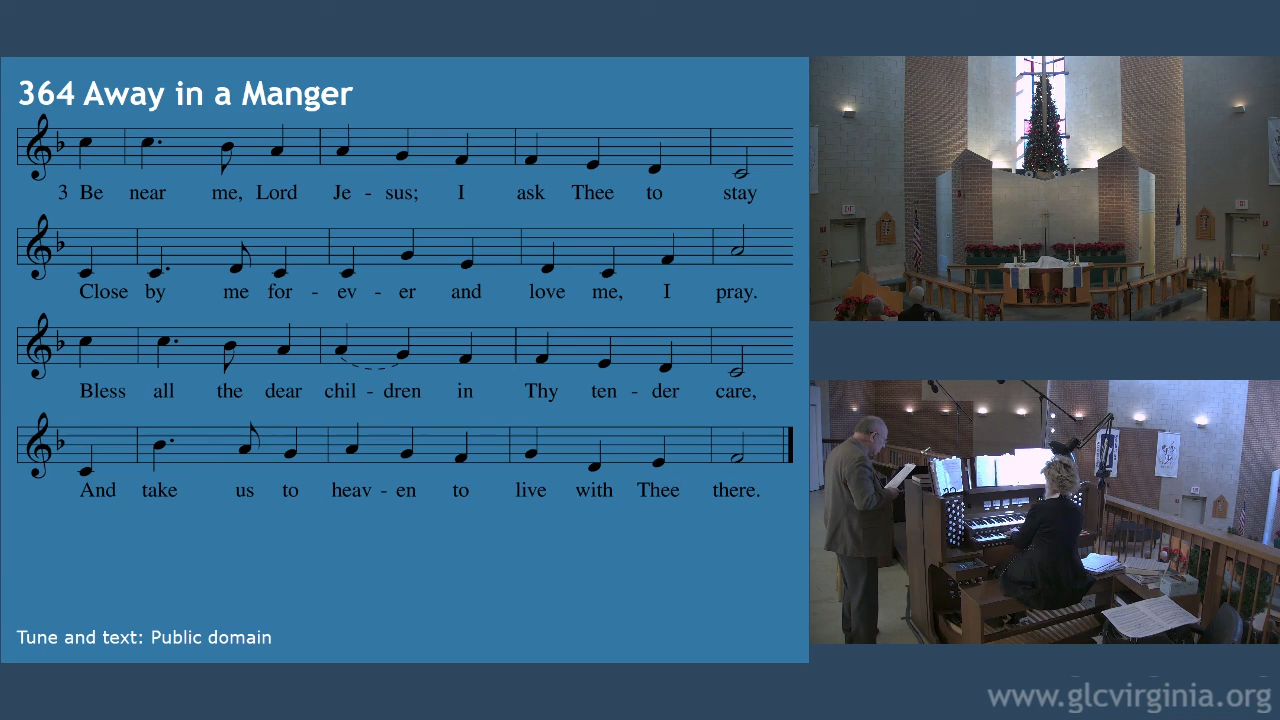 364 Away in a Manger
3 Be near me, Lord Je - sus; I ask Thee to stay
Close by me for - ev - er and love me, I pray.
Bless all the dear chil - dren in Thy ten - der care,
And take us to heav - en to live with Thee there.
Tune and text: Public domain
www.glcvirginia.org